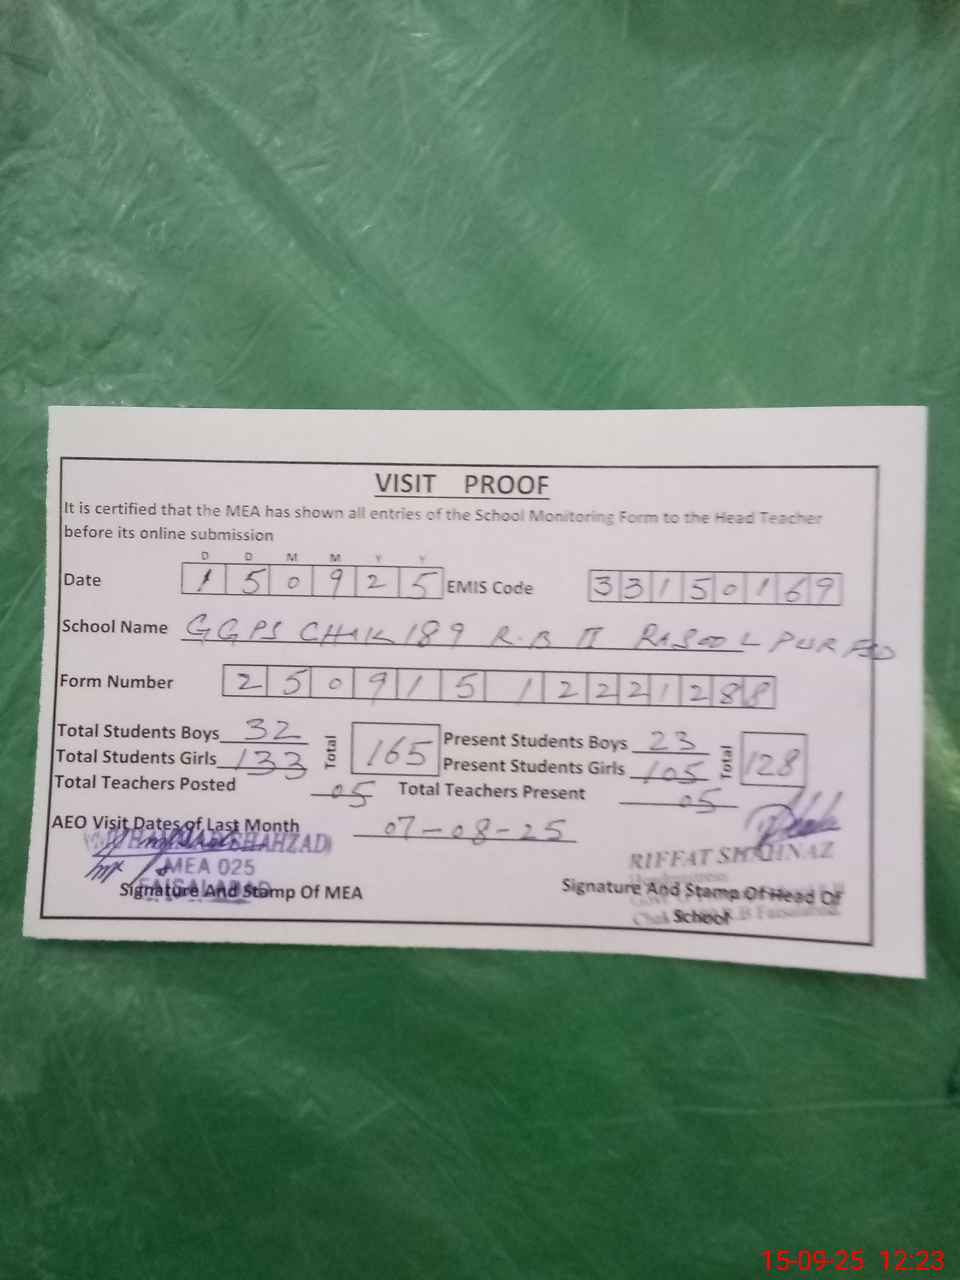 VISIT PROOF
It is certified that the MEA has shown all entries of the School Monitoring Form to the Head Teacher
before its online submission
D D M M Y Y
Date 1 5 0 9 2 5 EMIS Code 3 3 1 5 0 1 6 9
School Name GGPS CHAK 189 R.B II RASOOL PUR FSD
Form Number 2 5 0 9 1 5 1 2 2 2 1 2 8 8
Total Students Boys 32 Total 165 Present Students Boys 23 Total 128
Total Students Girls 133 Present Students Girls 105
Total Teachers Posted 05 Total Teachers Present 05
AEO Visit Dates of Last Month 07-08-25
SHAHZAD
MEA 025
FAISALABAD
Signature And Stamp Of MEA
RIFFAT SHAHNAZ
Signature And Stamp Of Head Of
School
Chak R.B Faisalabad
15-09-25 12:23